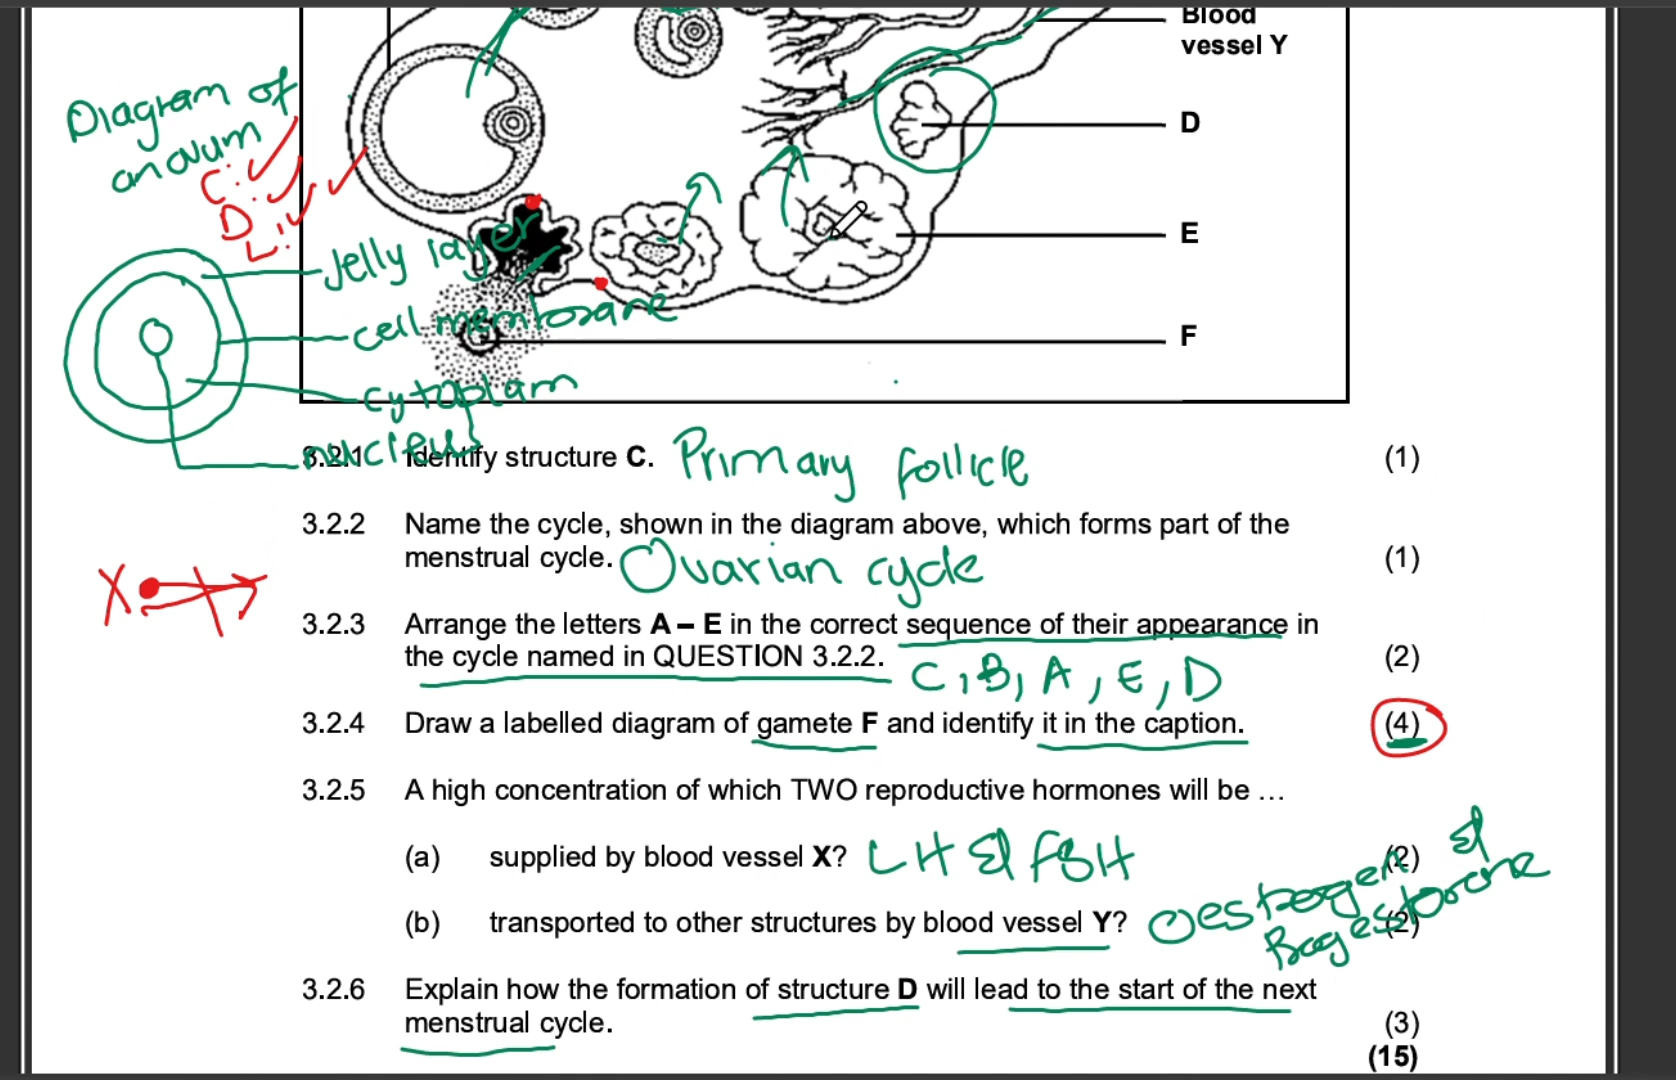 Blood
vessel Y
Diagram of
an ovum
C:
D:
L:
D
Jelly layer
E
cell membrane
F
cytoplam
nucleus
3.2.1 Identify structure C. Primary follicle (1)
3.2.2 Name the cycle, shown in the diagram above, which forms part of the
menstrual cycle. Ovarian cycle (1)
X
3.2.3 Arrange the letters A – E in the correct sequence of their appearance in
the cycle named in QUESTION 3.2.2. (2)
C, B, A, E, D
3.2.4 Draw a labelled diagram of gamete F and identify it in the caption. (4)
3.2.5 A high concentration of which TWO reproductive hormones will be …
(a) supplied by blood vessel X? LH & FSH (2)
(b) transported to other structures by blood vessel Y? Oestrogen & (2)
3.2.6 Explain how the formation of structure D will lead to the start of the next
menstrual cycle. (3)
(15)